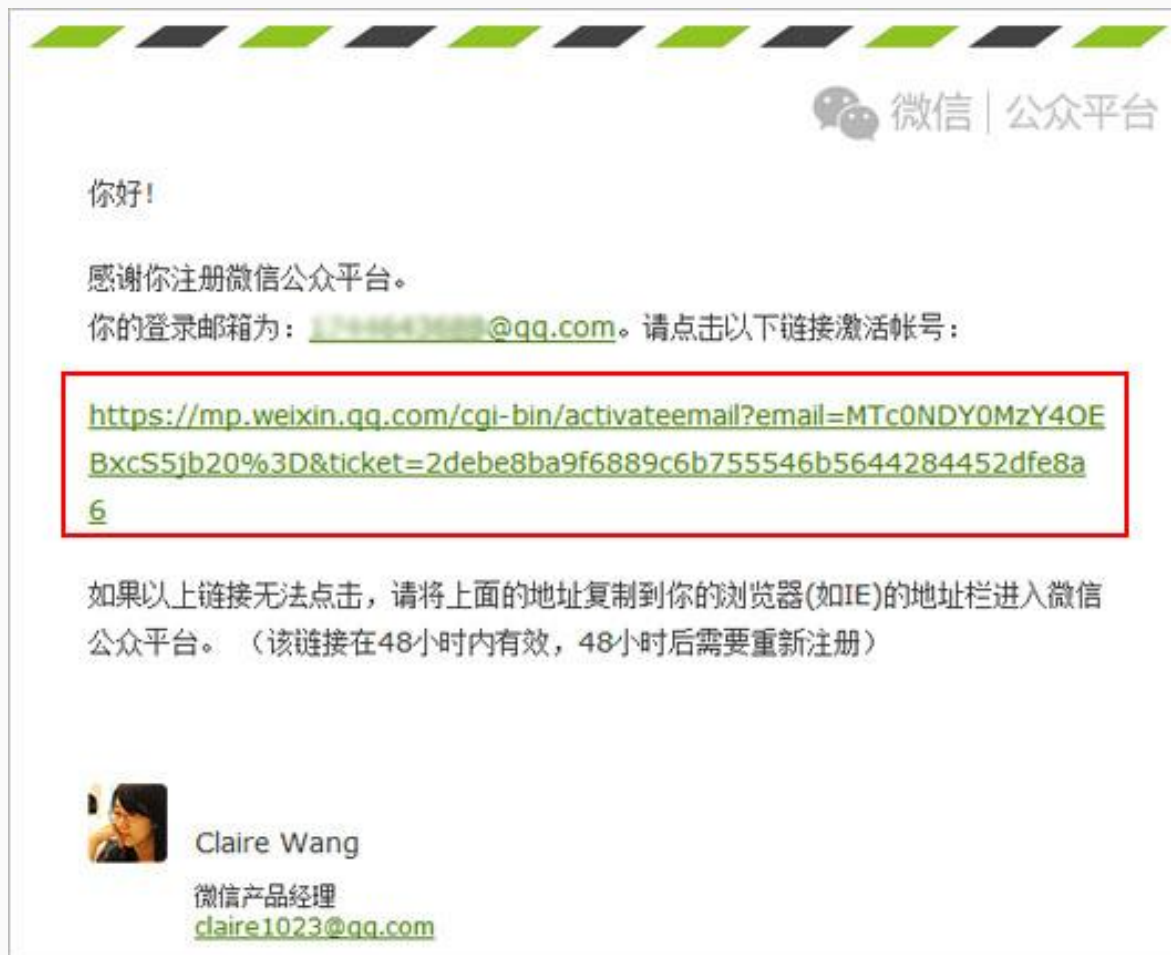 微信 | 公众平台
你好！
感谢你注册微信公众平台。
你的登录邮箱为： @qq.com。请点击以下链接激活帐号：
https://mp.weixin.qq.com/cgi-bin/activateemail?email=MTc0NDY0MzY4OE
BxcS5jb20%3D&ticket=2debe8ba9f6889c6b755546b5644284452dfe8a
6
如果以上链接无法点击，请将上面的地址复制到你的浏览器(如IE)的地址栏进入微信
公众平台。 （该链接在48小时内有效，48小时后需要重新注册）
Claire Wang
微信产品经理
claire1023@qq.com